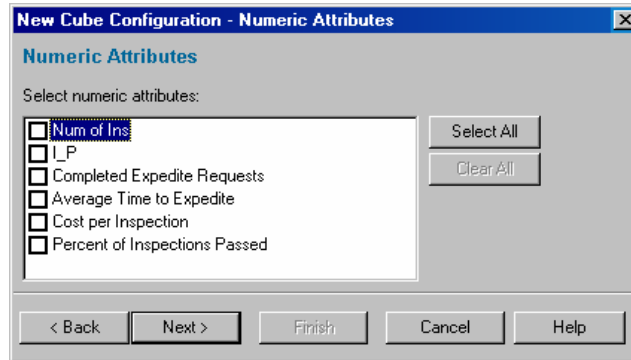 New Cube Configuration - Numeric Attributes
Numeric Attributes
Select numeric attributes:
Num of Ins
I_P
Completed Expedite Requests
Average Time to Expedite
Cost per Inspection
Percent of Inspections Passed
Select All
Clear All
< Back
Next >
Finish
Cancel
Help